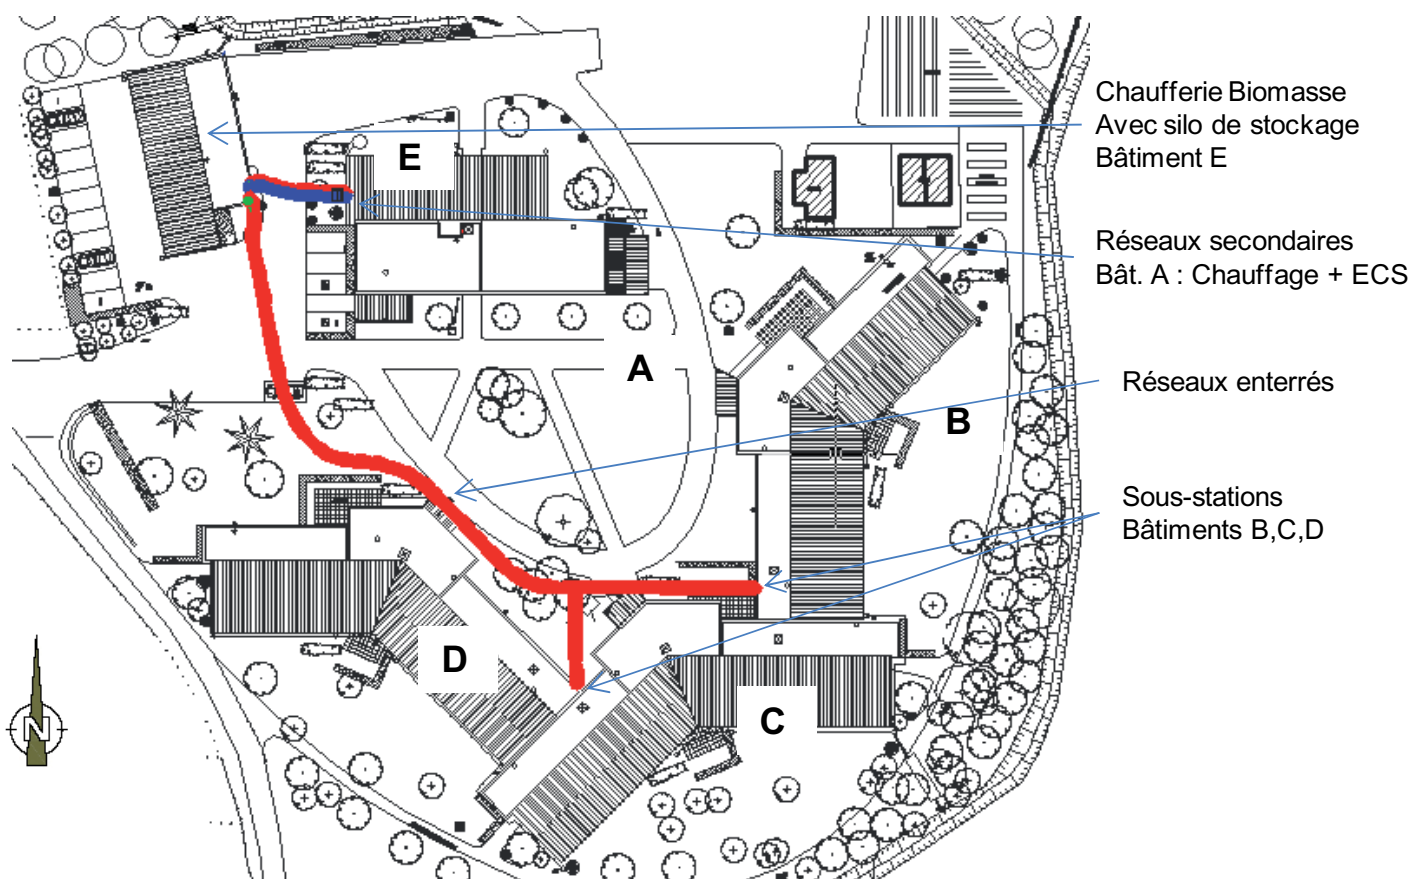 Chaufferie Biomasse
Avec silo de stockage
Bâtiment E
E
Réseaux secondaires
Bât. A : Chauffage + ECS
A
Réseaux enterrés
B
Sous-stations
Bâtiments B,C,D
D
C
N